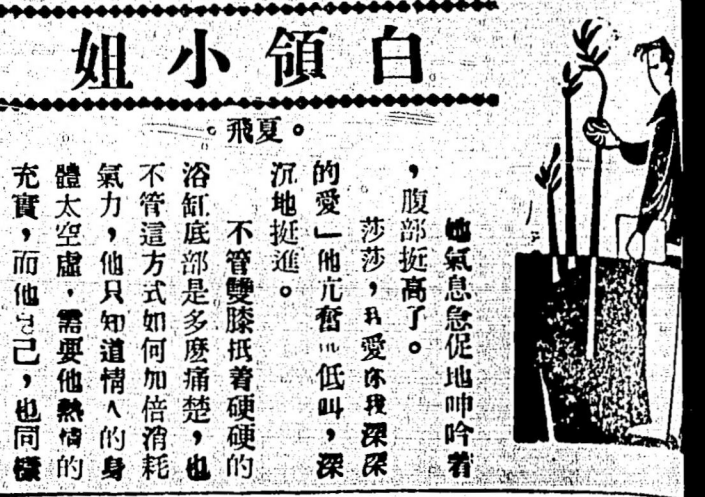 白領小姐
。夏飛。
她氣息急促地呻吟着
，腹部挺高了。
莎莎，我愛你我深深
的愛」他亢奮的低叫，深
沉地挺進。
不管雙膝抵着硬硬的
浴缸底部是多麼痛楚，也
不管這方式如何加倍消耗
氣力，他只知道情人的身
體太空虛，需要他熱情的
充實，而他自己，也同樣